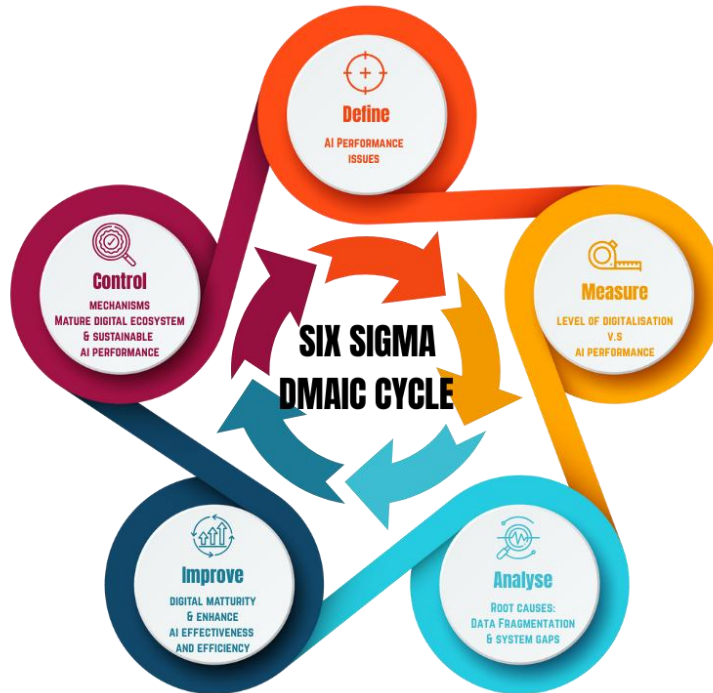 Define
AI Performance
issues
Measure
level of digitalisation
v.s
AI performance
Analyse
Root causes:
Data Fragmentation
& system gaps
Improve
digital matturity
& enhance
AI effectiveness
and efficiency
Control
mechanisms
Mature digital ecosystem
& sustainable
AI performance
SIX SIGMA
DMAIC CYCLE